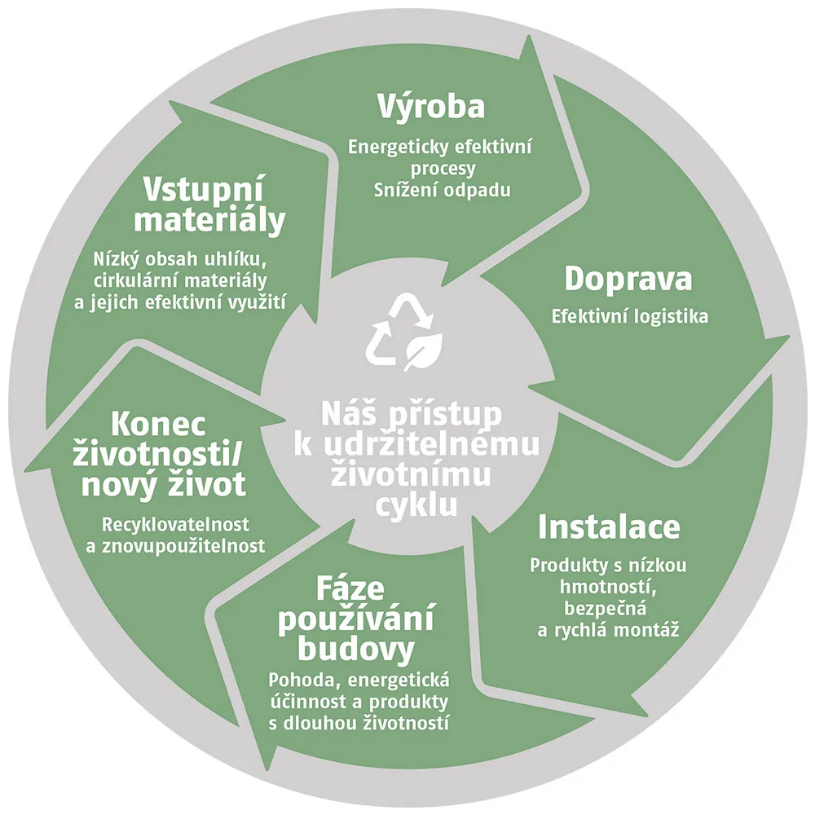 Výroba
Energeticky efektivní
procesy
Snížení odpadu
Vstupní
materiály
Nízký obsah uhlíku,
cirkulární materiály
a jejich efektivní využití
Doprava
Efektivní logistika
Náš přístup
k udržitelnému
životnímu
cyklu
Konec
životnosti/
nový život
Recyklovatelnost
a znovupoužitelnost
Instalace
Produkty s nízkou
hmotností,
bezpečná
a rychlá montáž
Fáze
používání
budovy
Pohoda, energetická
účinnost a produkty
s dlouhou životností